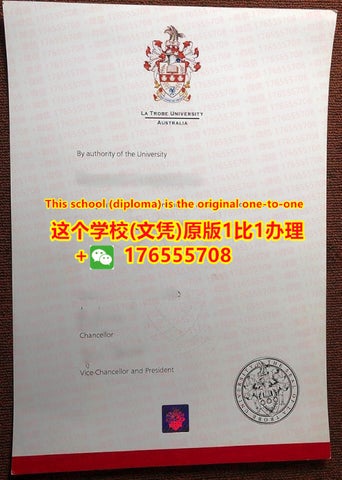 LA TROBE UNIVERSITY
AUSTRALIA
By authority of the University
This school (diploma) is the original one-to-one
这个学校(文凭)原版1比1办理
+ 176555708
Chancellor
Vice-Chancellor and President